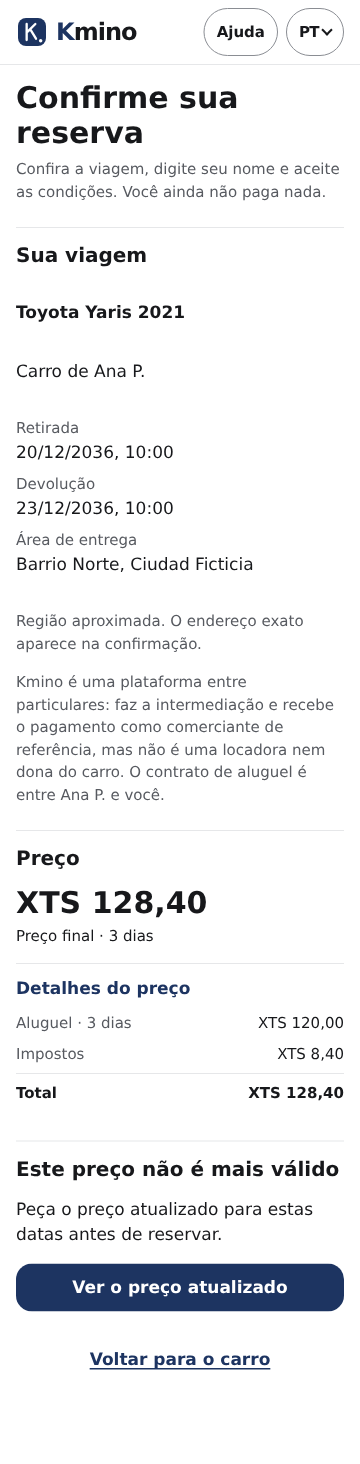 Kmino
Ajuda
PT
Confirme sua
reserva
Confira a viagem, digite seu nome e aceite
as condições. Você ainda não paga nada.
Sua viagem
Toyota Yaris 2021
Carro de Ana P.
Retirada
20/12/2036, 10:00
Devolução
23/12/2036, 10:00
Área de entrega
Barrio Norte, Ciudad Ficticia
Região aproximada. O endereço exato
aparece na confirmação.
Kmino é uma plataforma entre
particulares: faz a intermediação e recebe
o pagamento como comerciante de
referência, mas não é uma locadora nem
dona do carro. O contrato de aluguel é
entre Ana P. e você.
Preço
XTS 128,40
Preço final · 3 dias
Detalhes do preço
Aluguel · 3 dias XTS 120,00
Impostos XTS 8,40
Total XTS 128,40
Este preço não é mais válido
Peça o preço atualizado para estas
datas antes de reservar.
Ver o preço atualizado
Voltar para o carro